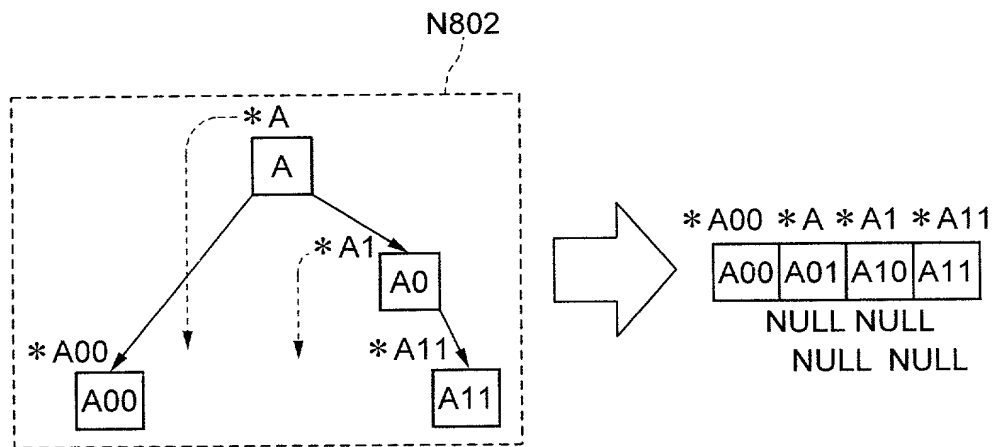 N802
*A
A
*A00 *A *A1 *A11
*A1
A0
A00 A01 A10 A11
NULL NULL
*A00
*A11
NULL NULL
A00
A11